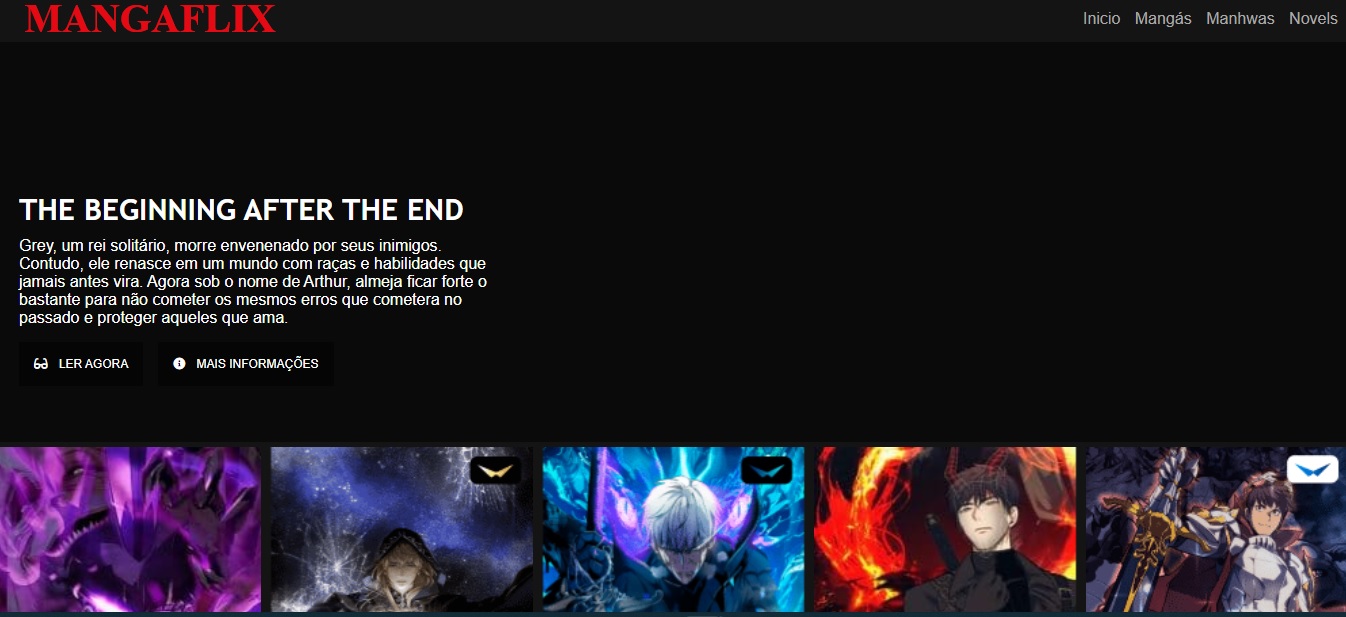 MANGAFLIX
Inicio Mangás Manhwas Novels
THE BEGINNING AFTER THE END
Grey, um rei solitário, morre envenenado por seus inimigos.
Contudo, ele renasce em um mundo com raças e habilidades que
jamais antes vira. Agora sob o nome de Arthur, almeja ficar forte o
bastante para não cometer os mesmos erros que cometera no
passado e proteger aqueles que ama.
LER AGORA
MAIS INFORMAÇÕES